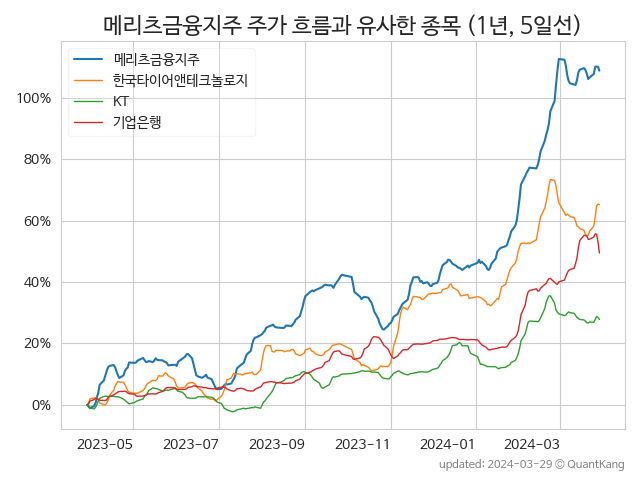 메리츠금융지주 주가 흐름과 유사한 종목 (1년, 5일선)
메리츠금융지주
한국타이어앤테크놀로지
KT
기업은행
100%
80%
60%
40%
20%
0%
2023-05 2023-07 2023-09 2023-11 2024-01 2024-03
updated: 2024-03-29 © QuantKang